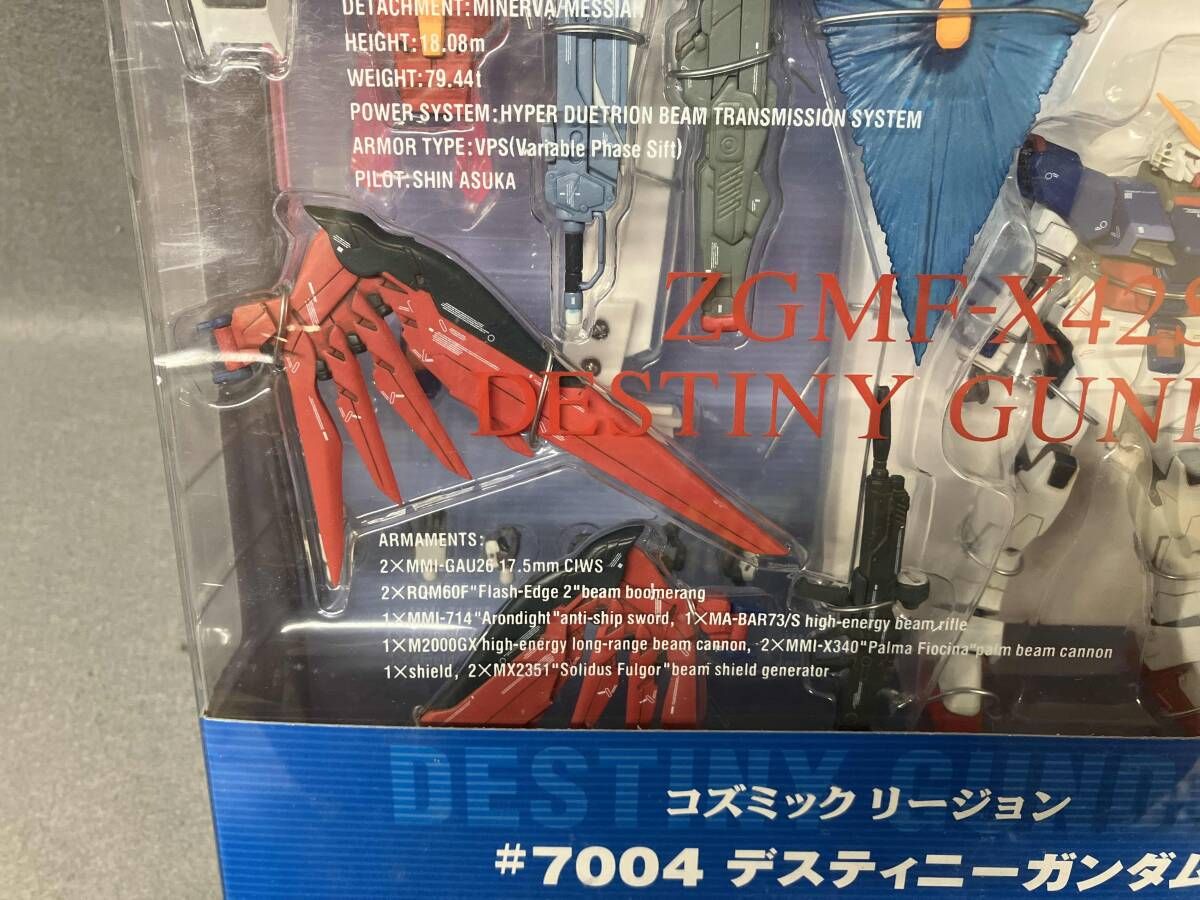 DETACHMENT:MINERVA/MESSIAH
HEIGHT:18.08m
WEIGHT:79.44t
POWER SYSTEM:HYPER DUETRION BEAM TRANSMISSION SYSTEM
ARMOR TYPE:VPS(Variable Phase Sift)
PILOT:SHIN ASUKA
ZGMF-X42S
DESTINY GUND
ARMAMENTS:
2×MMI-GAU26 17.5mm CIWS
2×RQM60F"Flash-Edge 2"beam boomerang
1×MMI-714"Arondight"anti-ship sword, 1×MA-BAR73/S high-energy beam rifle
1×M2000GX high-energy long-range beam cannon, 2×MMI-X340"Palma Fiocina"palm beam cannon
1×shield, 2×MX2351"Solidus Fulgor"beam shield generator
DESTINY GUND
コズミック リージョン
#7004 デスティニーガンダム